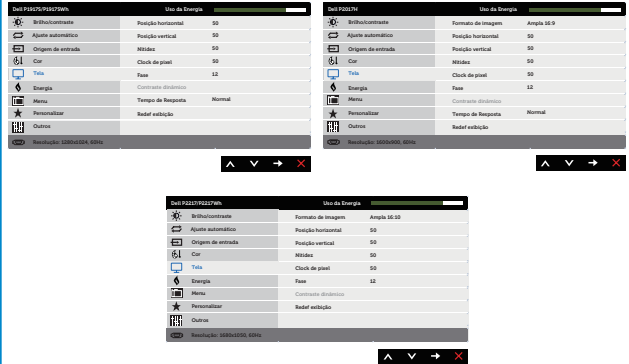 Dell P1917S/P1917SWh Uso da Energia
Brilho/contraste Posição horizontal 50
Ajuste automático Posição vertical 50
Origem de entrada Nitidez 50
Cor Clock de pixel 50
Tela Fase 12
Energia Contraste dinâmico
Menu Tempo de Resposta Normal
Personalizar Redef exibição
Outros
Resolução: 1280x1024, 60Hz
Dell P2017H Uso da Energia
Brilho/contraste Formato de imagem Ampla 16:9
Ajuste automático Posição horizontal 50
Origem de entrada Posição vertical 50
Cor Nitidez 50
Tela Clock de pixel 50
Energia Fase 12
Menu Contraste dinâmico
Personalizar Tempo de Resposta Normal
Outros Redef exibição
Resolução: 1600x900, 60Hz
Dell P2217/P2217Wh Uso da Energia
Brilho/contraste Formato de imagem Ampla 16:10
Ajuste automático Posição horizontal 50
Origem de entrada Posição vertical 50
Cor Nitidez 50
Tela Clock de pixel 50
Energia Fase 12
Menu Contraste dinâmico
Personalizar Redef exibição
Outros
Resolução: 1680x1050, 60Hz